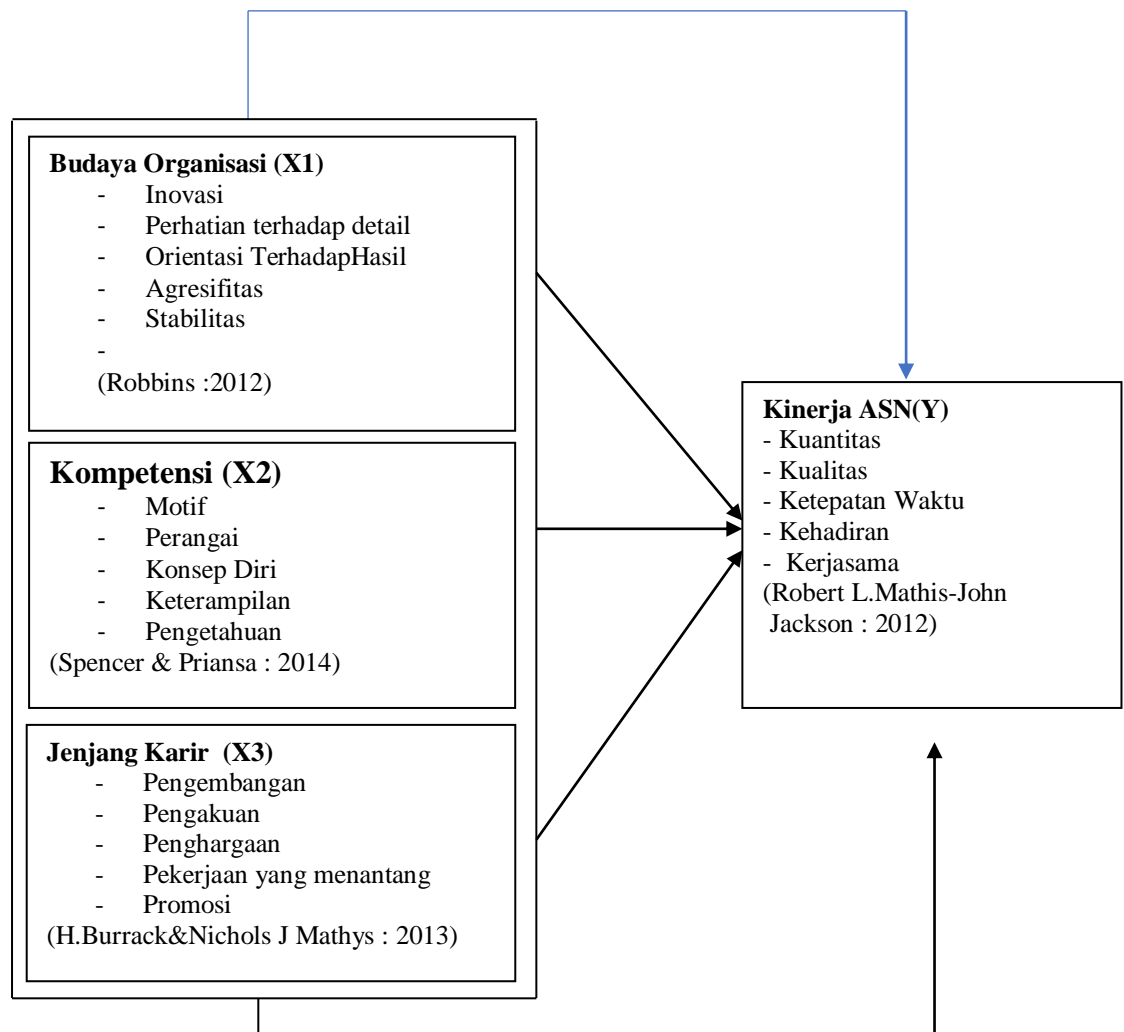 Budaya Organisasi (X1)
- Inovasi
- Perhatian terhadap detail
- Orientasi TerhadapHasil
- Agresifitas
- Stabilitas
-
(Robbins :2012)
Kompetensi (X2)
- Motif
- Perangai
- Konsep Diri
- Keterampilan
- Pengetahuan
(Spencer & Priansa : 2014)
Jenjang Karir (X3)
- Pengembangan
- Pengakuan
- Penghargaan
- Pekerjaan yang menantang
- Promosi
(H.Burrack&Nichols J Mathys : 2013)
Kinerja ASN(Y)
- Kuantitas
- Kualitas
- Ketepatan Waktu
- Kehadiran
- Kerjasama
(Robert L.Mathis-John
Jackson : 2012)